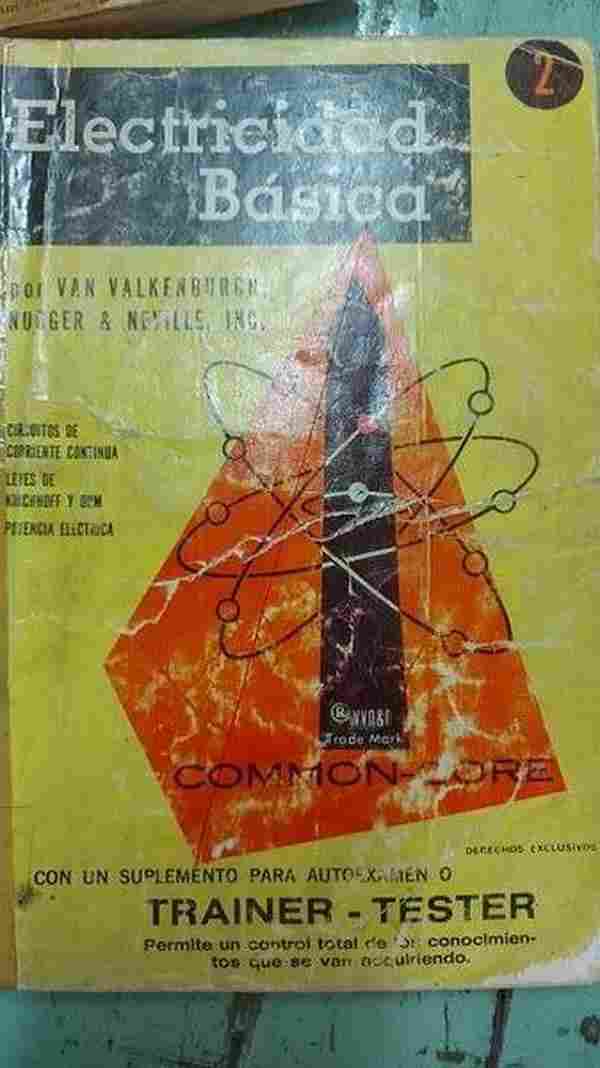 2
Electricidad
Básica
por VAN VALKENBURGH,
NOOGER & NEVILLE, INC.
CIRCUITOS DE
CORRIENTE CONTINUA
LEYES DE
KIRCHHOFF Y OHM
POTENCIA ELECTRICA
®
Trade Mark
COMMON-CORE
DERECHOS EXCLUSIVOS
CON UN SUPLEMENTO PARA AUTOEXAMEN O
TRAINER - TESTER
Permite un control total de los conocimien-
tos que se van adquiriendo.